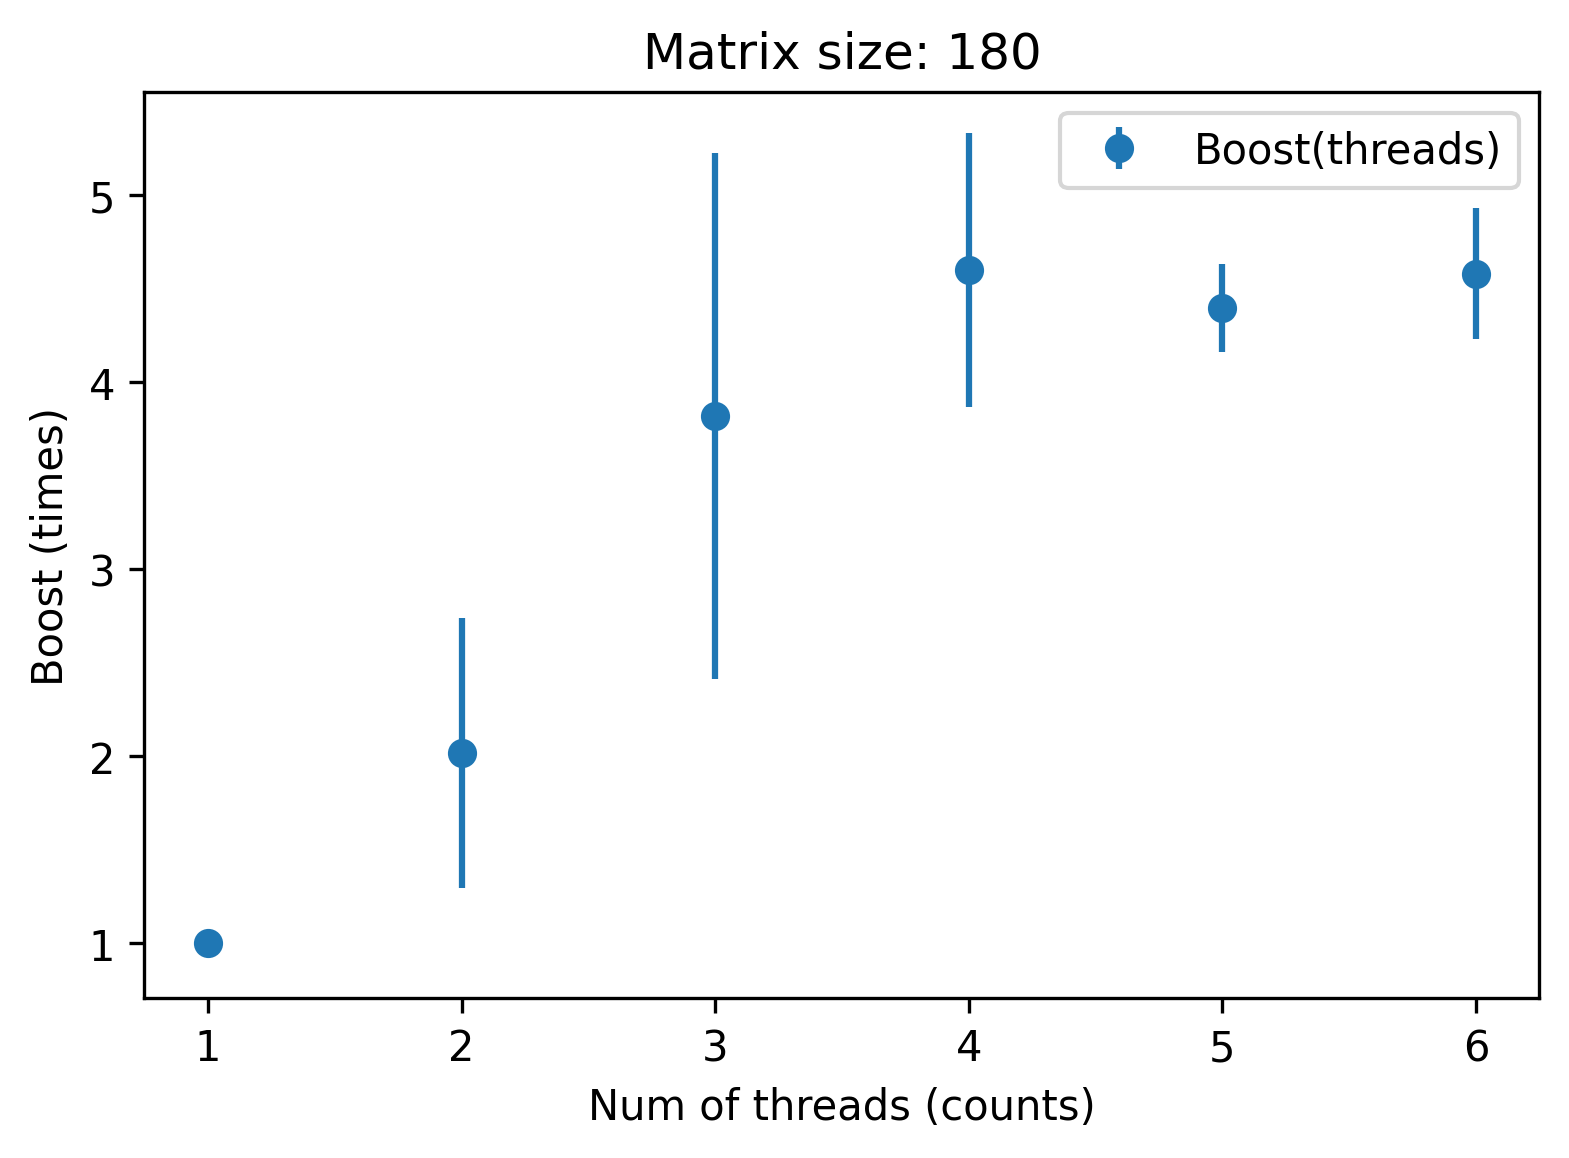 Matrix size: 180
Boost(threads)
Boost (times)
5
4
3
2
1
1 2 3 4 5 6
Num of threads (counts)